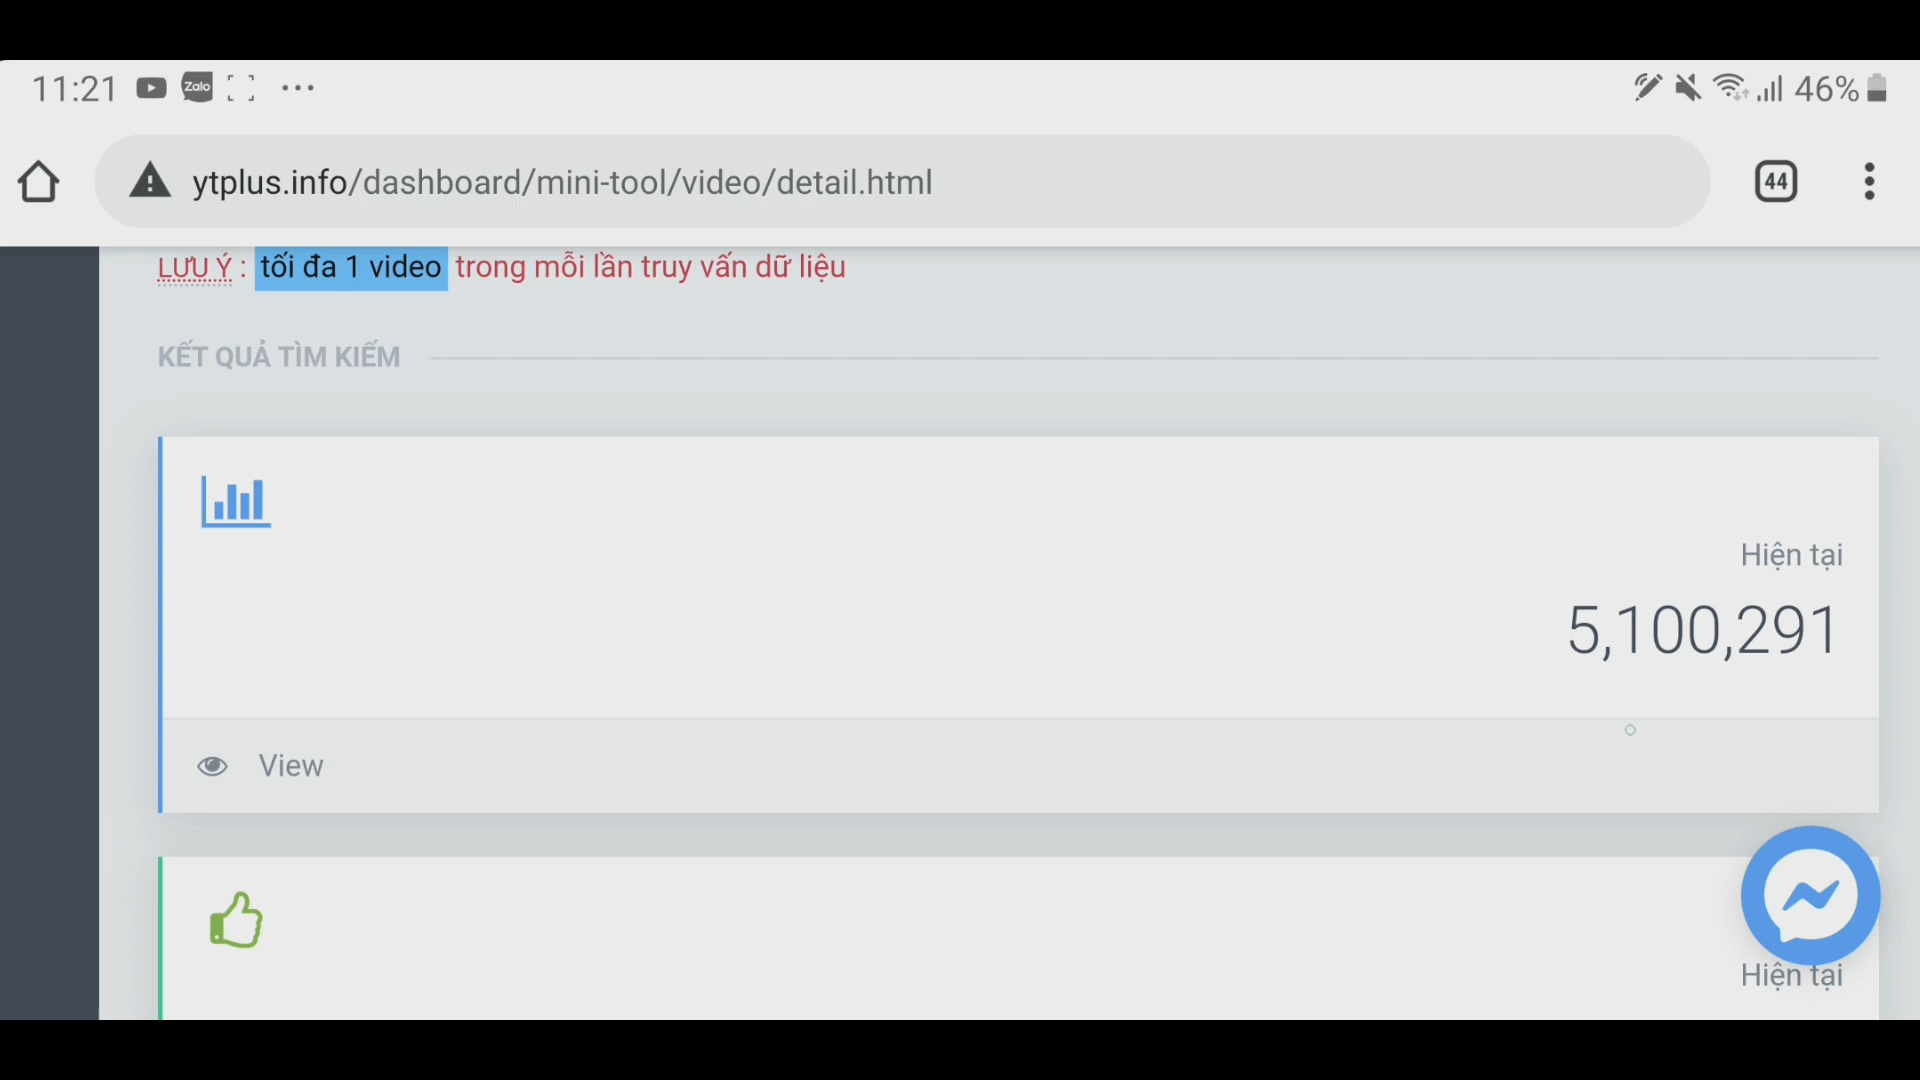 11:21 Zalo 46%
ytplus.info/dashboard/mini-tool/video/detail.html 44
LƯU Ý : tối đa 1 video trong mỗi lần truy vấn dữ liệu
KẾT QUẢ TÌM KIẾM
Hiện tại
5,100,291
View
Hiện tại